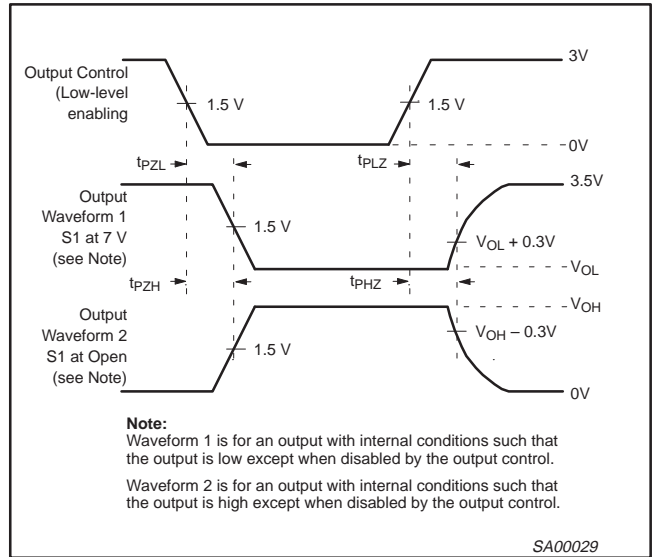 3V
Output Control
(Low-level
enabling
1.5 V
1.5 V
0V
tPZL
tPLZ
3.5V
Output
Waveform 1
S1 at 7 V
(see Note)
1.5 V
VOL + 0.3V
VOL
tPZH
tPHZ
VOH
Output
Waveform 2
S1 at Open
(see Note)
1.5 V
VOH – 0.3V
0V
Note:
Waveform 1 is for an output with internal conditions such that
the output is low except when disabled by the output control.
Waveform 2 is for an output with internal conditions such that
the output is high except when disabled by the output control.
SA00029